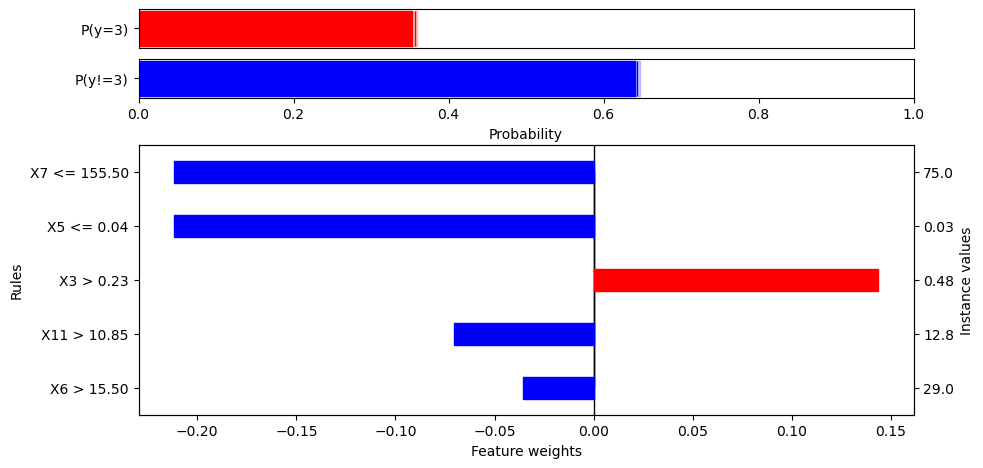 P(y=3)
P(y!=3)
0.0 0.2 0.4 0.6 0.8 1.0
Probability
X7 <= 155.50 75.0
X5 <= 0.04 0.03
X3 > 0.23 0.48
X11 > 10.85 12.8
X6 > 15.50 29.0
Rules
Instance values
−0.20 −0.15 −0.10 −0.05 0.00 0.05 0.10 0.15
Feature weights